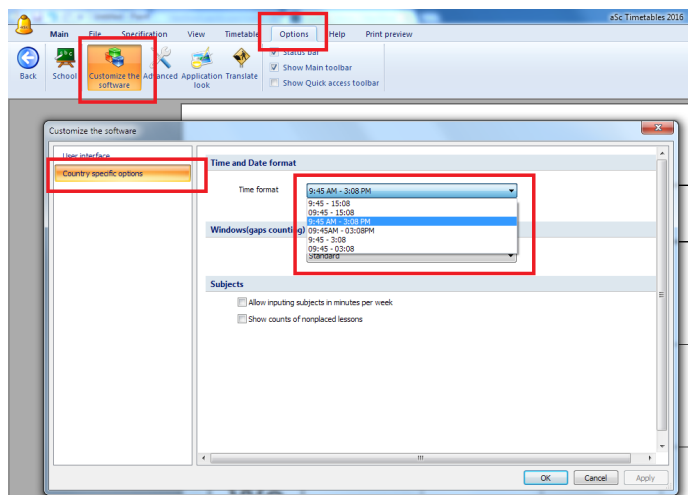 aSc Timetables 2016
Main File Specification View Timetable Options Help Print preview
Back School Customize the software Advanced Application look Translate
Status bar
Show Main toolbar
Show Quick access toolbar
Customize the software
User interface
Country specific options
Time and Date format
Time format 9:45 AM - 3:08 PM
9:45 - 15:08
09:45 - 15:08
9:45 AM - 3:08 PM
09:45AM - 03:08PM
9:45 - 3:08
09:45 - 03:08
Windows(gaps counting)
Standard
Subjects
Allow inputing subjects in minutes per week
Show counts of nonplaced lessons
OK Cancel Apply